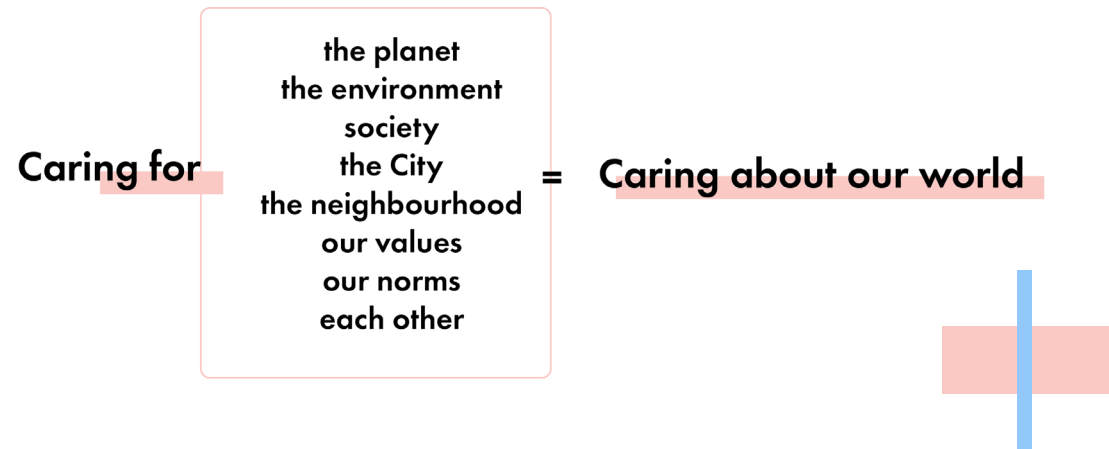 Caring for
the planet
the environment
society
the City
the neighbourhood
our values
our norms
each other
=
Caring about our world